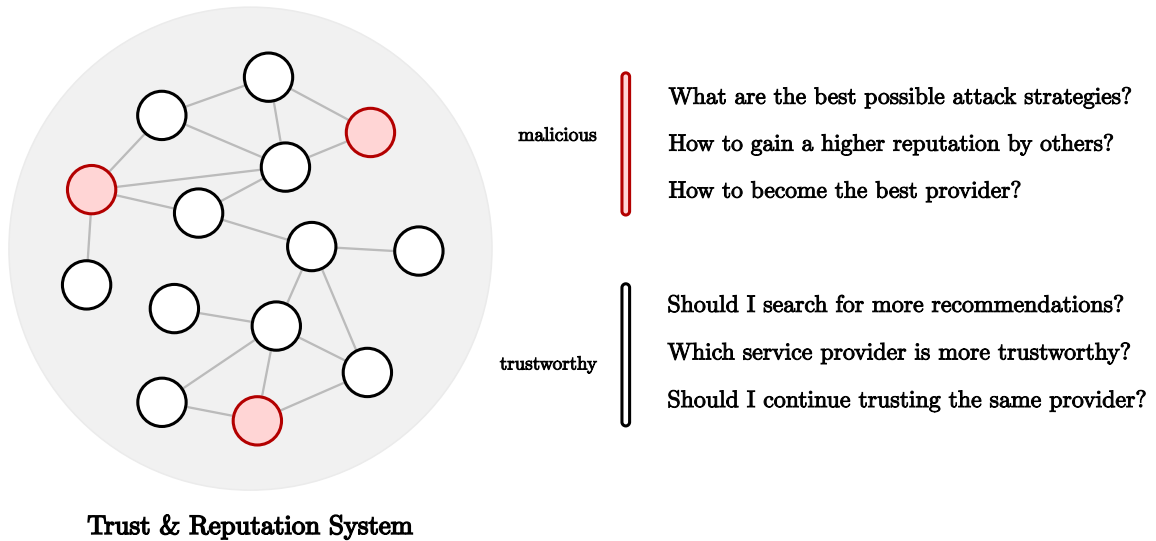 malicious
What are the best possible attack strategies?
How to gain a higher reputation by others?
How to become the best provider?
trustworthy
Should I search for more recommendations?
Which service provider is more trustworthy?
Should I continue trusting the same provider?
Trust & Reputation System